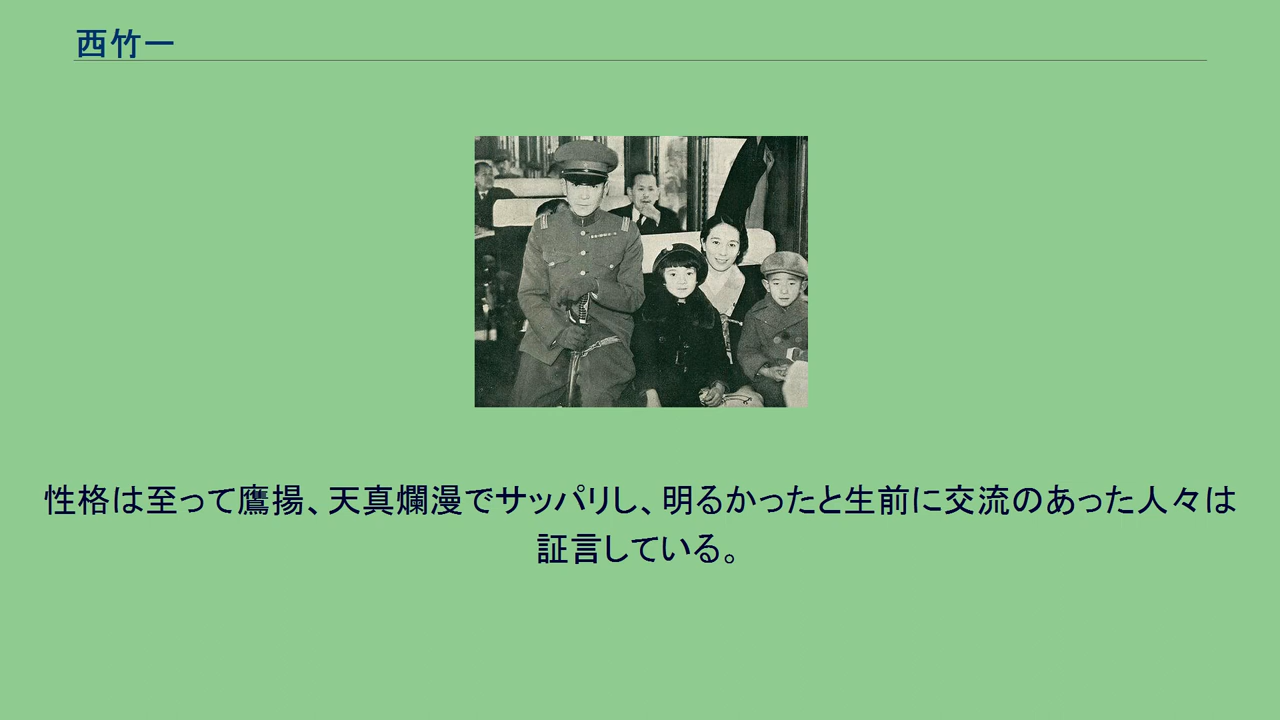 西竹一
性格は至って鷹揚、天真爛漫でサッパリし、明るかったと生前に交流のあった人々は
証言している。